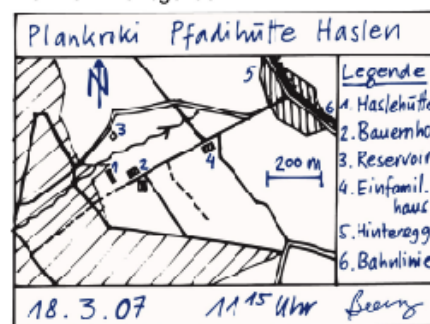 Plankroki Pfadihütte Haslen
N
Legende
1. Haslehütte
2. Bauernho
3. Reservoir
4. Einfamil.
haus
5. Hinteregg
6. Bahnlinie
5
6
3
1
2
4
200 m
18.3.07 11 15 Uhr